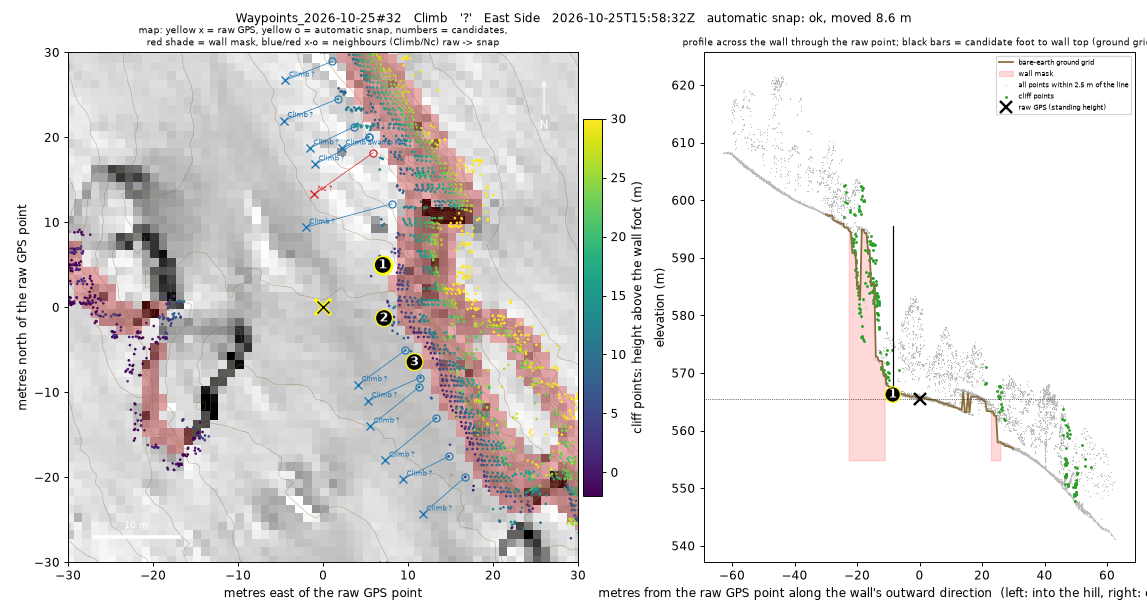 Waypoints_2026-10-25#32   Climb   '?'   East Side   2026-10-25T15:58:32Z   automatic snap: ok, moved 8.6 m
map: yellow x = raw GPS, yellow o = automatic snap, numbers = candidates,
red shade = wall mask, blue/red x-o = neighbours (Climb/Nc) raw -> snap
profile across the wall through the raw point; black bars = candidate foot to wall top (ground gri
metres north of the raw GPS point
30
20
10
0
−10
−20
−30
−30
−20
−10
0
10
20
30
metres east of the raw GPS point
Climb ?
Climb ?
Climb ?
Climb ?
Nc ?
Climb ?
1
2
3
Climb ?
Climb ?
Climb ?
Climb ?
Climb ?
Climb ?
N
10 m
30
25
20
15
10
5
0
cliff points: height above the wall foot (m)
elevation (m)
620
610
600
590
580
570
560
550
540
−60
−40
−20
0
20
40
60
bare-earth ground grid
wall mask
all points within 2.5 m of the line
cliff points
raw GPS (standing height)
1
metres from the raw GPS point along the wall's outward direction  (left: into the hill, right: